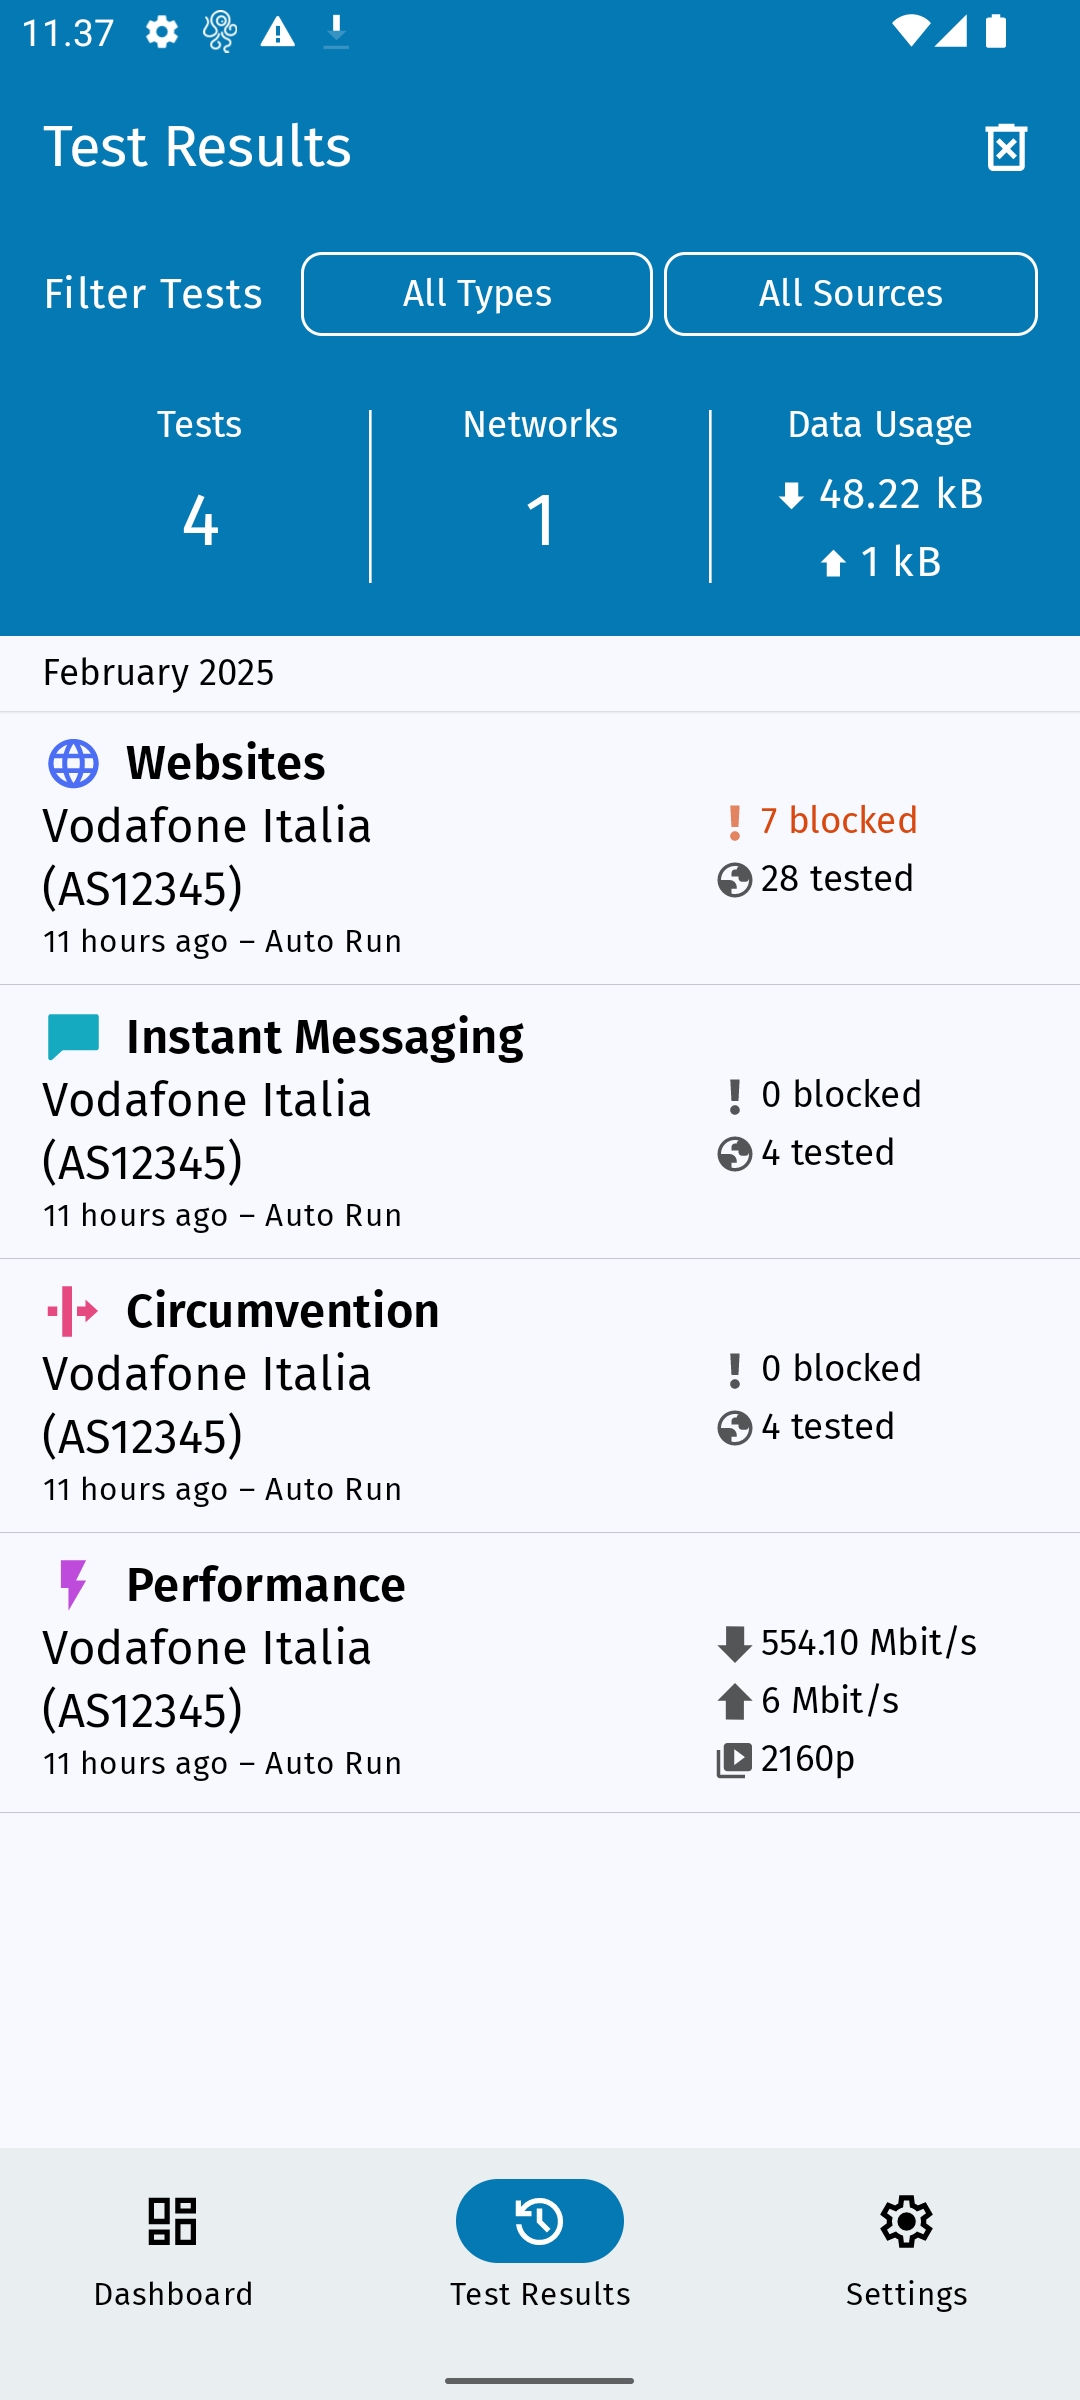 11.37
Test Results
Filter Tests
All Types
All Sources
Tests
4
Networks
1
Data Usage
48.22 kB
1 kB
February 2025
Websites
Vodafone Italia
(AS12345)
11 hours ago – Auto Run
7 blocked
28 tested
Instant Messaging
Vodafone Italia
(AS12345)
11 hours ago – Auto Run
0 blocked
4 tested
Circumvention
Vodafone Italia
(AS12345)
11 hours ago – Auto Run
0 blocked
4 tested
Performance
Vodafone Italia
(AS12345)
11 hours ago – Auto Run
554.10 Mbit/s
6 Mbit/s
2160p
Dashboard
Test Results
Settings